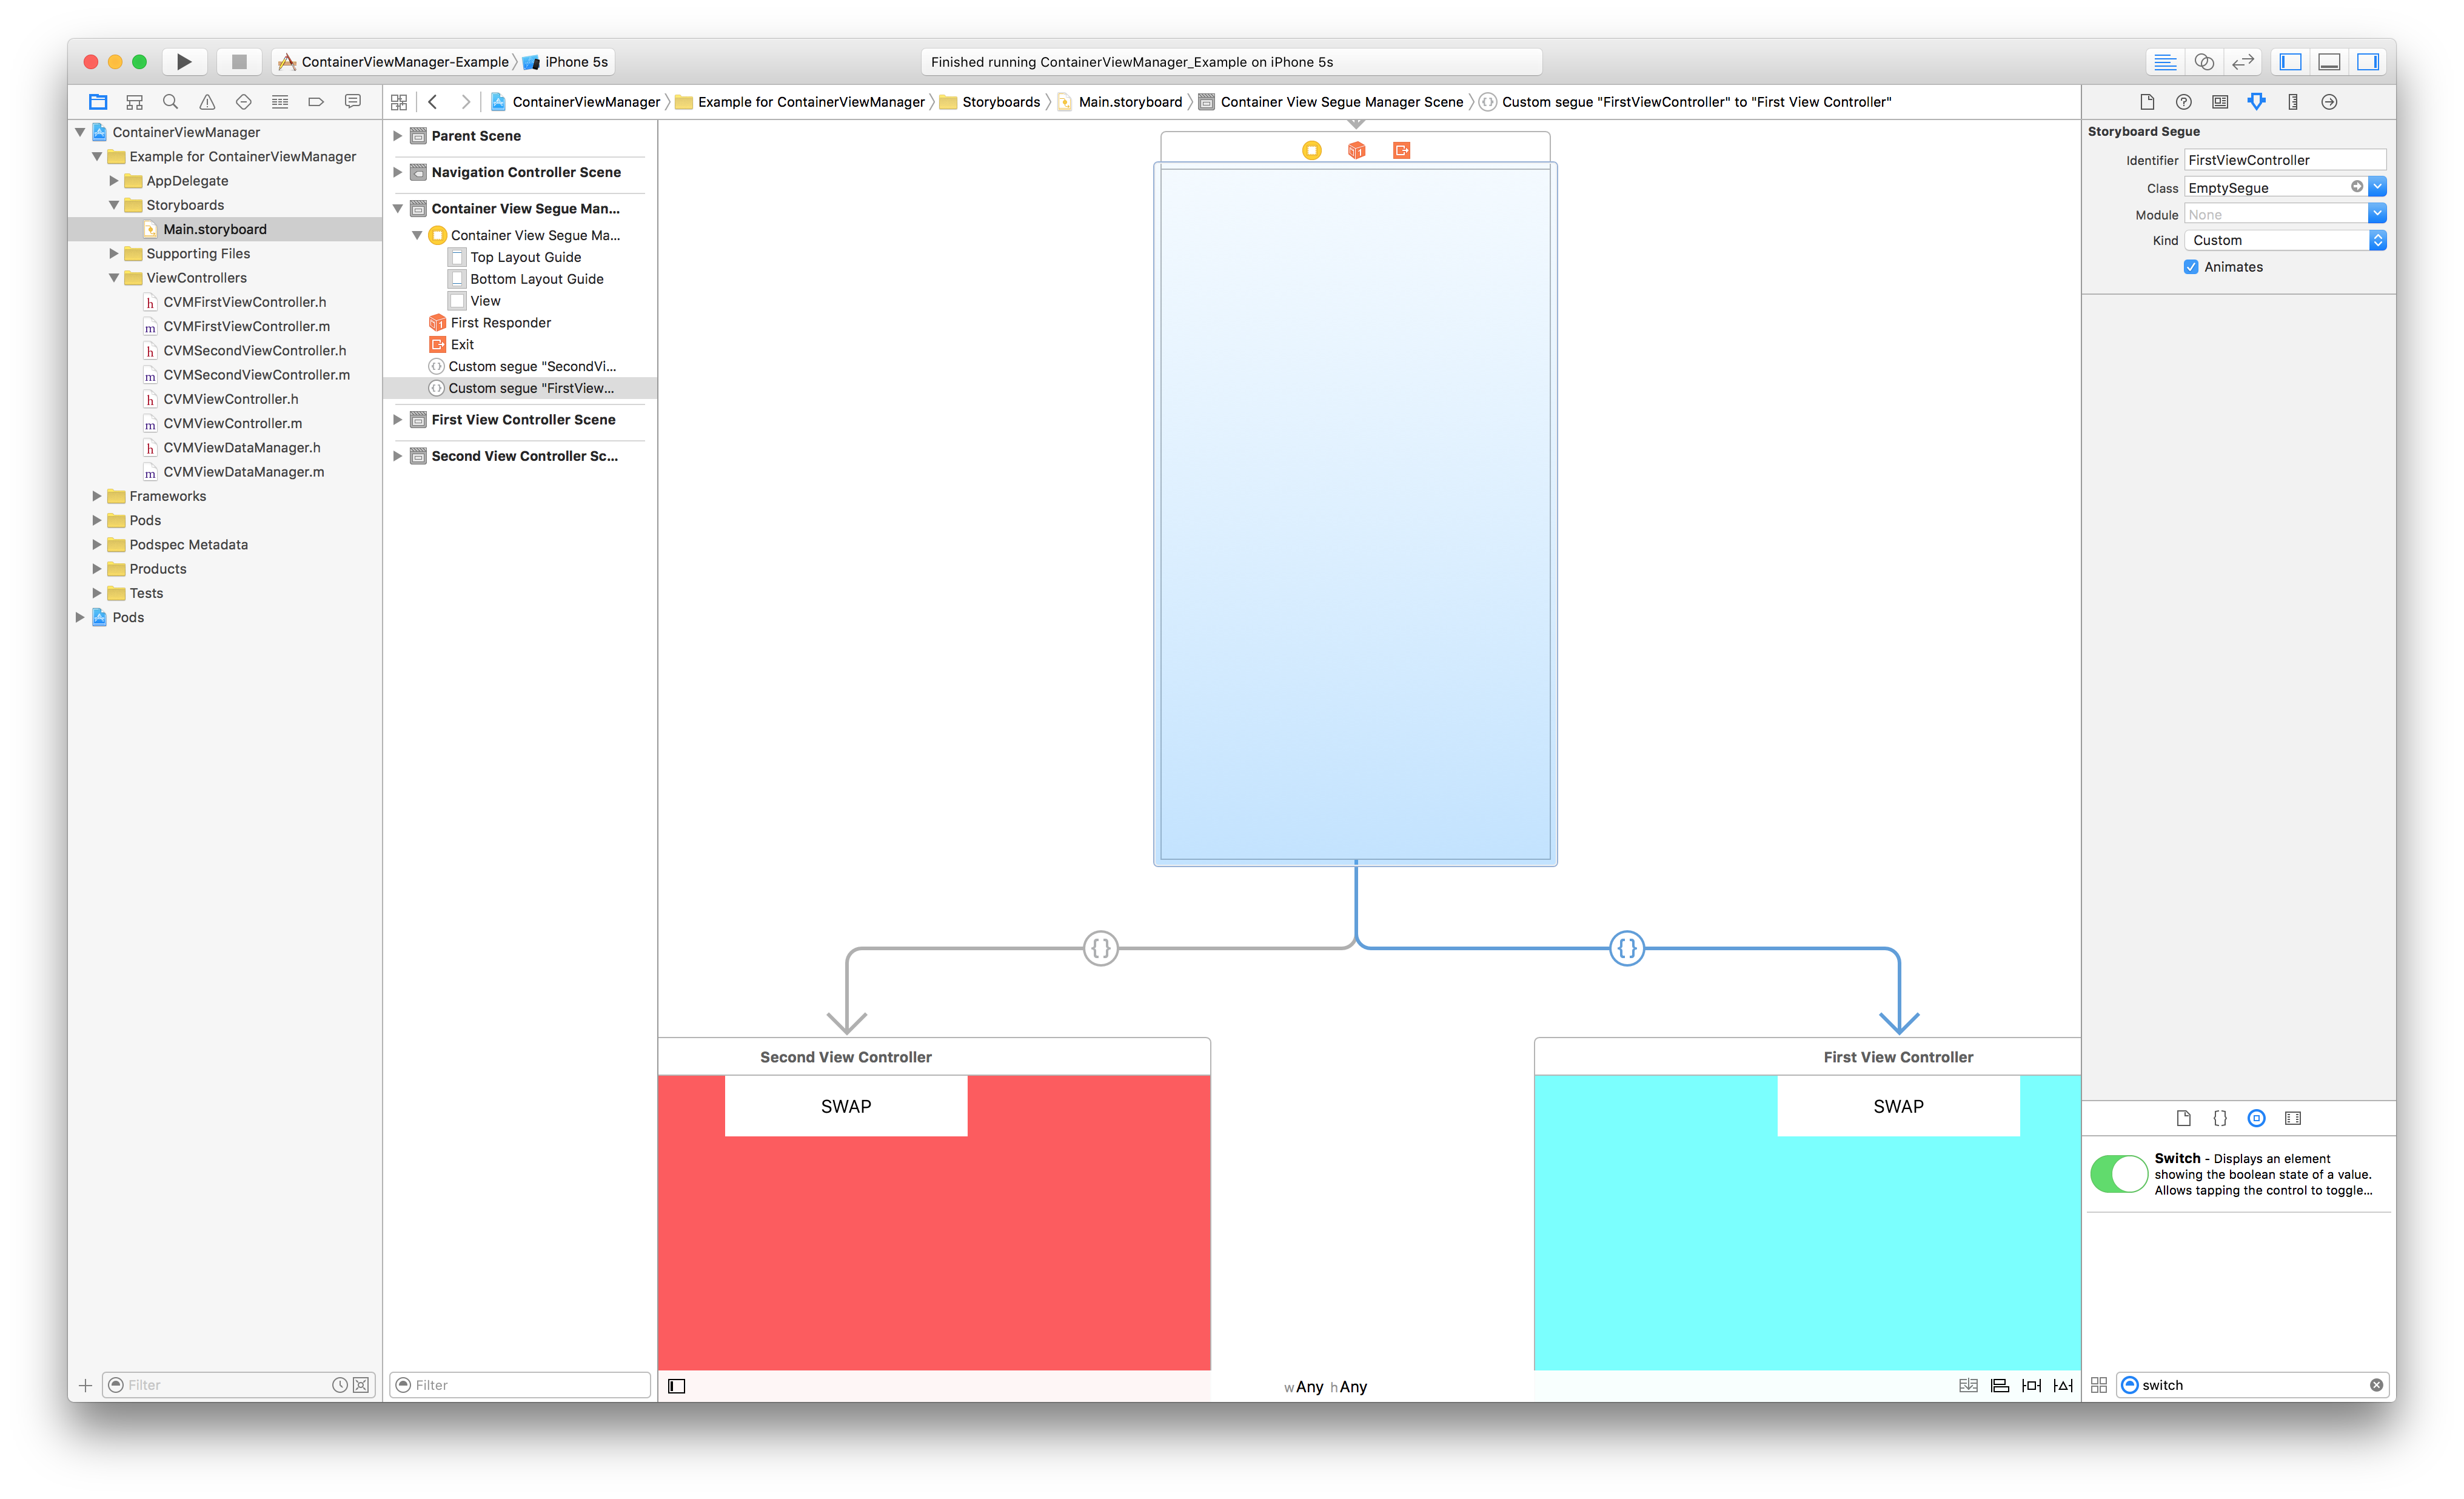 ContainerViewManager-Example
iPhone 5s
Finished running ContainerViewManager_Example on iPhone 5s
ContainerViewManager
Example for ContainerViewManager
Storyboards
Main.storyboard
Container View Segue Manager Scene
Custom segue "FirstViewController" to "First View Controller"
ContainerViewManager
Example for ContainerViewManager
AppDelegate
Storyboards
Main.storyboard
Supporting Files
ViewControllers
h CVMFirstViewController.h
m CVMFirstViewController.m
h CVMSecondViewController.h
m CVMSecondViewController.m
h CVMViewController.h
m CVMViewController.m
h CVMViewDataManager.h
m CVMViewDataManager.m
Frameworks
Pods
Podspec Metadata
Products
Tests
Pods
Filter
Parent Scene
Navigation Controller Scene
Container View Segue Man...
Container View Segue Ma...
Top Layout Guide
Bottom Layout Guide
View
First Responder
Exit
Custom segue "SecondVi...
Custom segue "FirstView...
First View Controller Scene
Second View Controller Sc...
Filter
{}
{}
Second View Controller
SWAP
First View Controller
SWAP
wAny hAny
Storyboard Segue
Identifier FirstViewController
Class EmptySegue
Module None
Kind Custom
Animates
Switch - Displays an element
showing the boolean state of a value.
Allows tapping the control to toggle...
switch